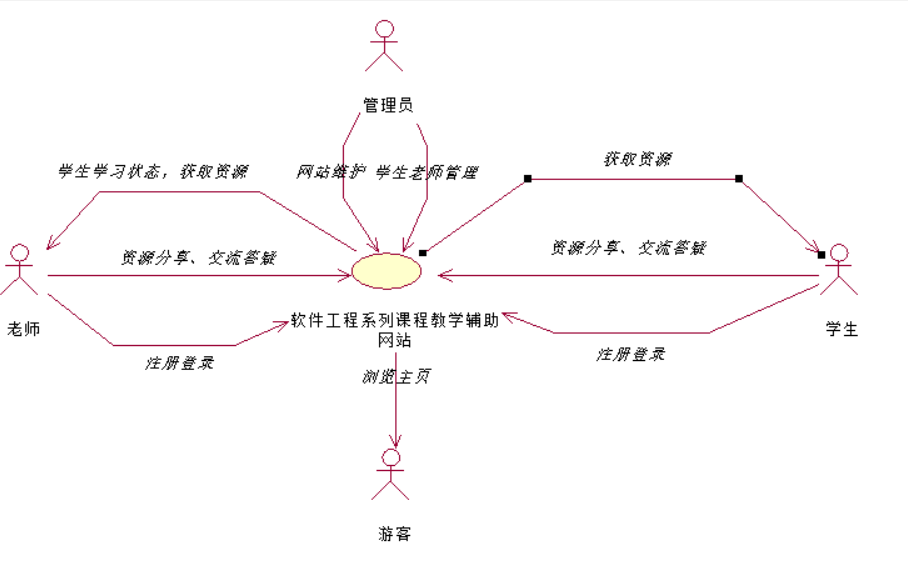 管理员
学生学习状态，获取资源
网站维护
学生老师管理
获取资源
资源分享、交流答疑
资源分享、交流答疑
老师
软件工程系列课程教学辅助
网站
学生
注册登录
注册登录
浏览主页
游客